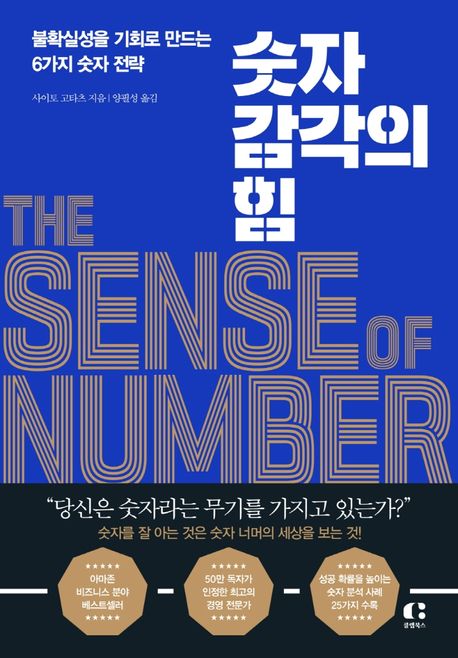 불확실성을 기회로 만드는
6가지 숫자 전략
사이토 고타츠 지음 | 양필성 옮김
숫자
감각의
힘
THE
SENSE OF
NUMBER
“당신은 숫자라는 무기를 가지고 있는가?”
숫자를 잘 아는 것은 숫자 너머의 세상을 보는 것!
★★★★★
아마존
비즈니스 분야
베스트셀러
★★★★★
★★★★★
50만 독자가
인정한 최고의
경영 전문가
★★★★★
★★★★★
성공 확률을 높이는
숫자 분석 사례
25가지 수록
★★★★★
클랩북스